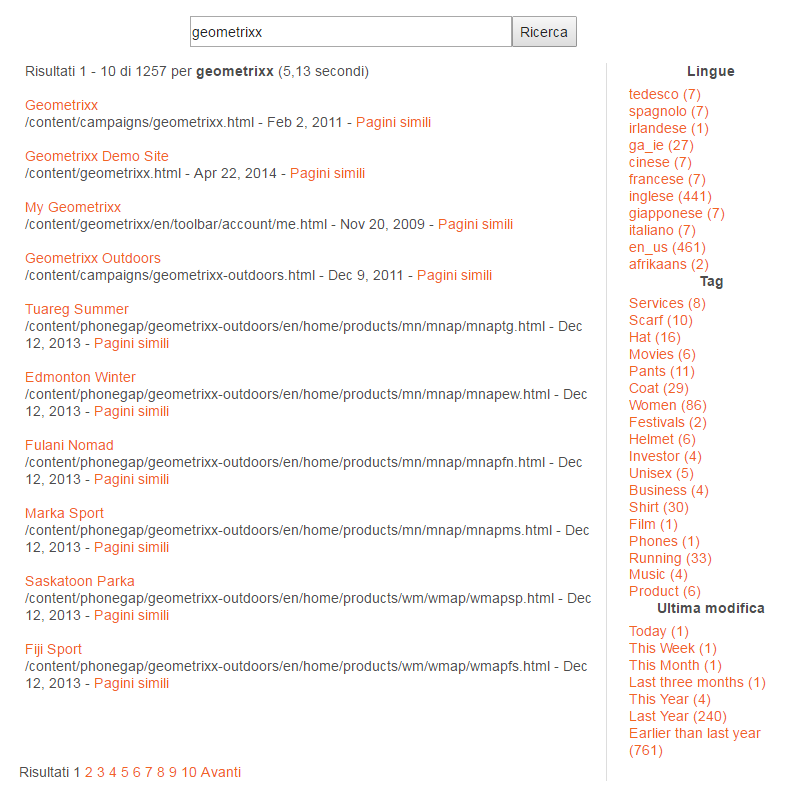 geometrixx
Ricerca
Risultati 1 - 10 di 1257 per geometrixx (5,13 secondi)
Geometrixx
/content/campaigns/geometrixx.html - Feb 2, 2011 - Pagini simili
Geometrixx Demo Site
/content/geometrixx.html - Apr 22, 2014 - Pagini simili
My Geometrixx
/content/geometrixx/en/toolbar/account/me.html - Nov 20, 2009 - Pagini simili
Geometrixx Outdoors
/content/campaigns/geometrixx-outdoors.html - Dec 9, 2011 - Pagini simili
Tuareg Summer
/content/phonegap/geometrixx-outdoors/en/home/products/mn/mnap/mnaptg.html - Dec
12, 2013 - Pagini simili
Edmonton Winter
/content/phonegap/geometrixx-outdoors/en/home/products/mn/mnap/mnapew.html - Dec
12, 2013 - Pagini simili
Fulani Nomad
/content/phonegap/geometrixx-outdoors/en/home/products/mn/mnap/mnapfn.html - Dec
12, 2013 - Pagini simili
Marka Sport
/content/phonegap/geometrixx-outdoors/en/home/products/mn/mnap/mnapms.html - Dec
12, 2013 - Pagini simili
Saskatoon Parka
/content/phonegap/geometrixx-outdoors/en/home/products/wm/wmap/wmapsp.html - Dec
12, 2013 - Pagini simili
Fiji Sport
/content/phonegap/geometrixx-outdoors/en/home/products/wm/wmap/wmapfs.html - Dec
12, 2013 - Pagini simili
Risultati 1 2 3 4 5 6 7 8 9 10 Avanti
Lingue
tedesco (7)
spagnolo (7)
irlandese (1)
ga_ie (27)
cinese (7)
francese (7)
inglese (441)
giapponese (7)
italiano (7)
en_us (461)
afrikaans (2)
Tag
Services (8)
Scarf (10)
Hat (16)
Movies (6)
Pants (11)
Coat (29)
Women (86)
Festivals (2)
Helmet (6)
Investor (4)
Unisex (5)
Business (4)
Shirt (30)
Film (1)
Phones (1)
Running (33)
Music (4)
Product (6)
Ultima modifica
Today (1)
This Week (1)
This Month (1)
Last three months (1)
This Year (4)
Last Year (240)
Earlier than last year
(761)